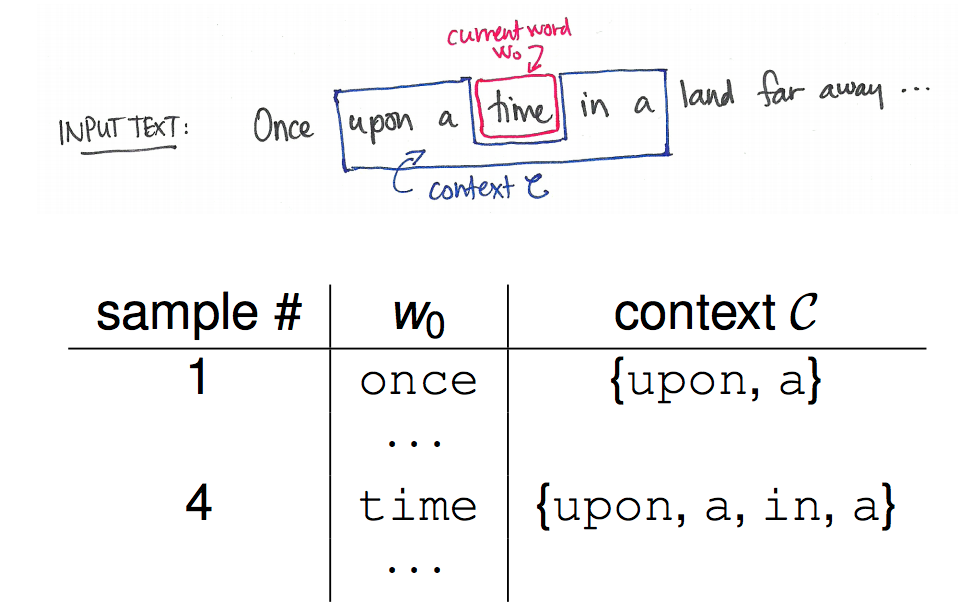 current word
w₀
INPUT TEXT: Once upon a time in a land far away ...
context C
sample # w₀ context C
1 once {upon, a}
...
4 time {upon, a, in, a}
...